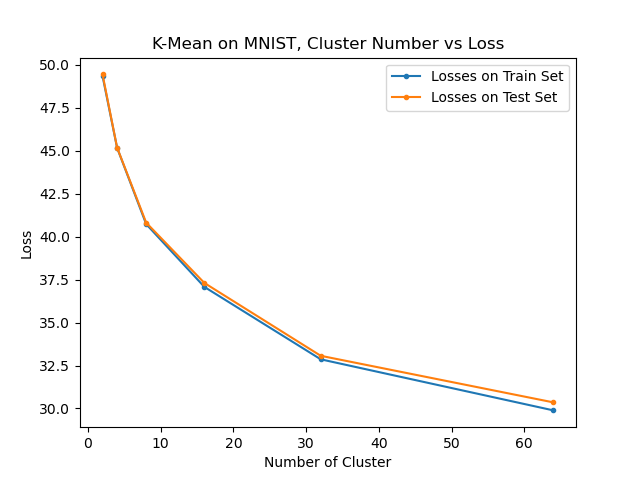 K-Mean on MNIST, Cluster Number vs Loss
Losses on Train Set
Losses on Test Set
Loss
50.0
47.5
45.0
42.5
40.0
37.5
35.0
32.5
30.0
0 10 20 30 40 50 60
Number of Cluster